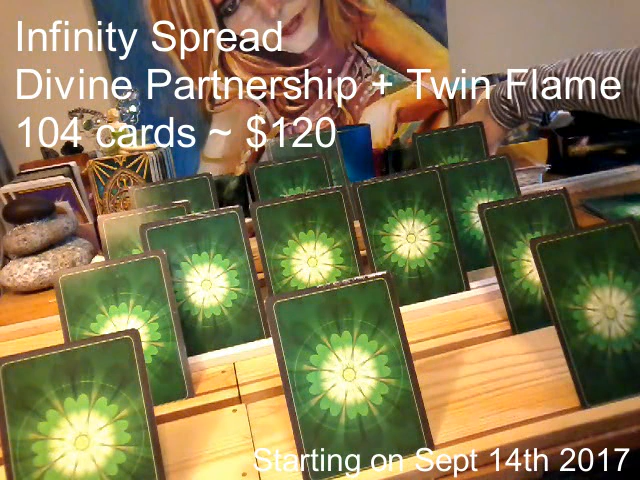 Infinity Spread
Divine Partnership + Twin Flame
104 cards ~ $120
Starting on Sept 14th 2017